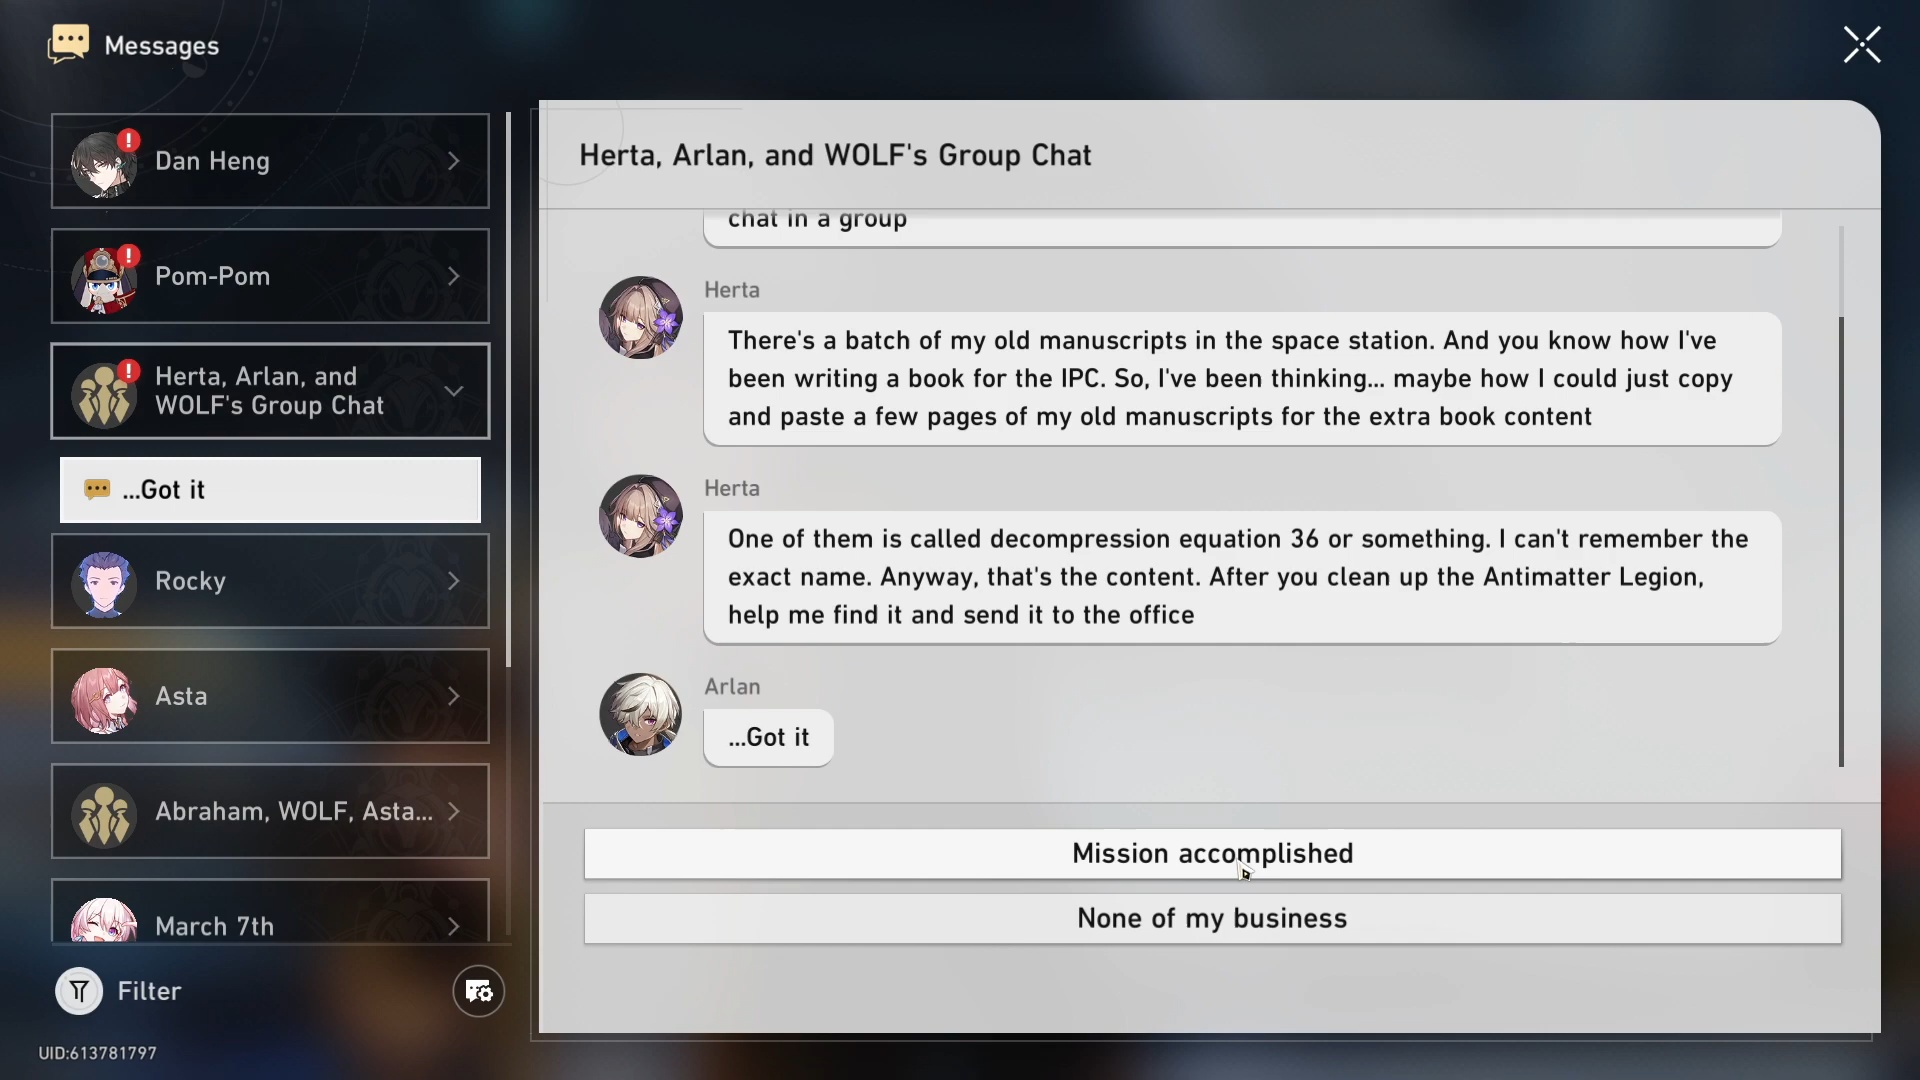 Messages
Dan Heng
Pom-Pom
Herta, Arlan, and
WOLF's Group Chat
...Got it
Rocky
Asta
Abraham, WOLF, Asta...
March 7th
Filter
UID:613781797
Herta, Arlan, and WOLF's Group Chat
chat in a group
Herta
There's a batch of my old manuscripts in the space station. And you know how I've
been writing a book for the IPC. So, I've been thinking... maybe how I could just copy
and paste a few pages of my old manuscripts for the extra book content
Herta
One of them is called decompression equation 36 or something. I can't remember the
exact name. Anyway, that's the content. After you clean up the Antimatter Legion,
help me find it and send it to the office
Arlan
...Got it
Mission accomplished
None of my business